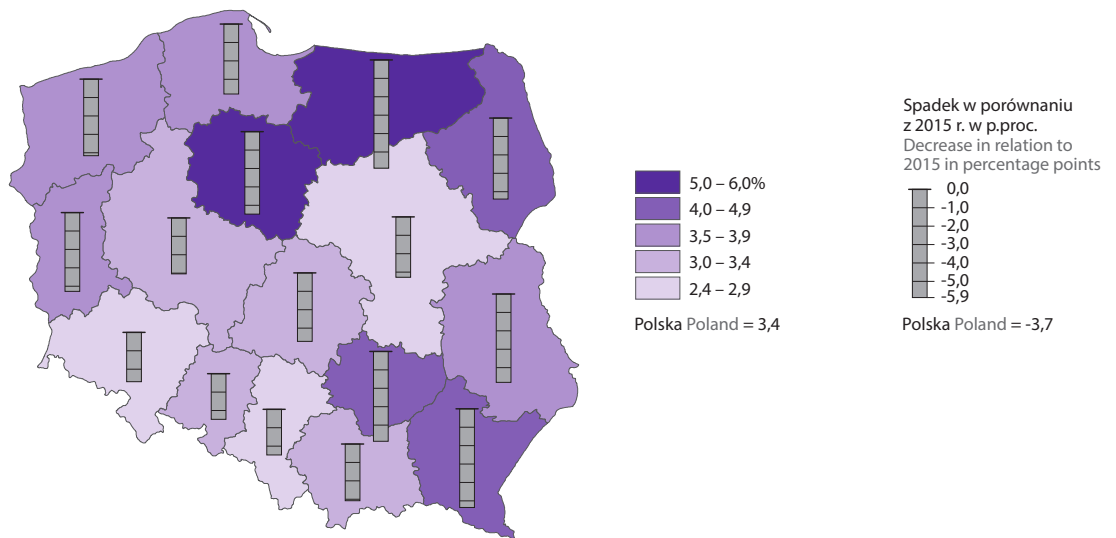 5,0 – 6,0%
4,0 – 4,9
3,5 – 3,9
3,0 – 3,4
2,4 – 2,9
Polska Poland = 3,4
Spadek w porównaniu
z 2015 r. w p.proc.
Decrease in relation to
2015 in percentage points
0,0
-1,0
-2,0
-3,0
-4,0
-5,0
-5,9
Polska Poland = -3,7